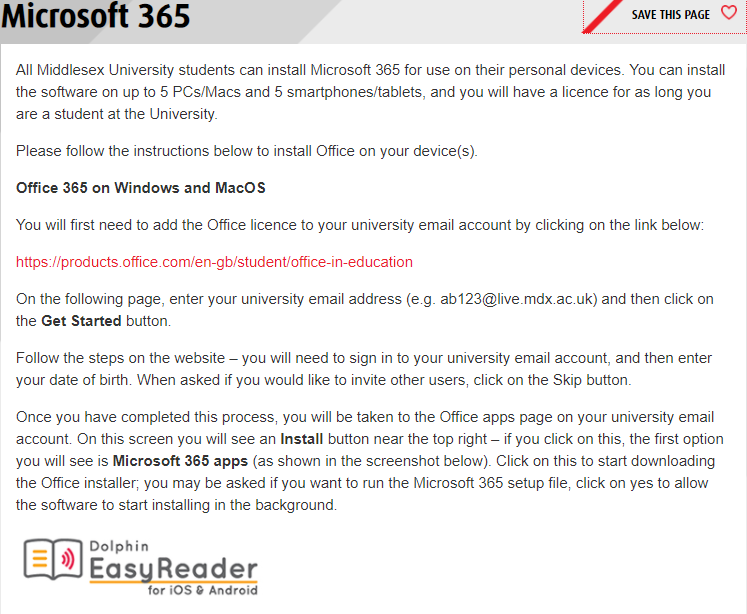 Microsoft 365
SAVE THIS PAGE
All Middlesex University students can install Microsoft 365 for use on their personal devices. You can install
the software on up to 5 PCs/Macs and 5 smartphones/tablets, and you will have a licence for as long you
are a student at the University.
Please follow the instructions below to install Office on your device(s).
Office 365 on Windows and MacOS
You will first need to add the Office licence to your university email account by clicking on the link below:
https://products.office.com/en-gb/student/office-in-education
On the following page, enter your university email address (e.g. ab123@live.mdx.ac.uk) and then click on
the Get Started button.
Follow the steps on the website – you will need to sign in to your university email account, and then enter
your date of birth. When asked if you would like to invite other users, click on the Skip button.
Once you have completed this process, you will be taken to the Office apps page on your university email
account. On this screen you will see an Install button near the top right – if you click on this, the first option
you will see is Microsoft 365 apps (as shown in the screenshot below). Click on this to start downloading
the Office installer; you may be asked if you want to run the Microsoft 365 setup file, click on yes to allow
the software to start installing in the background.
Dolphin
EasyReader
for iOS & Android